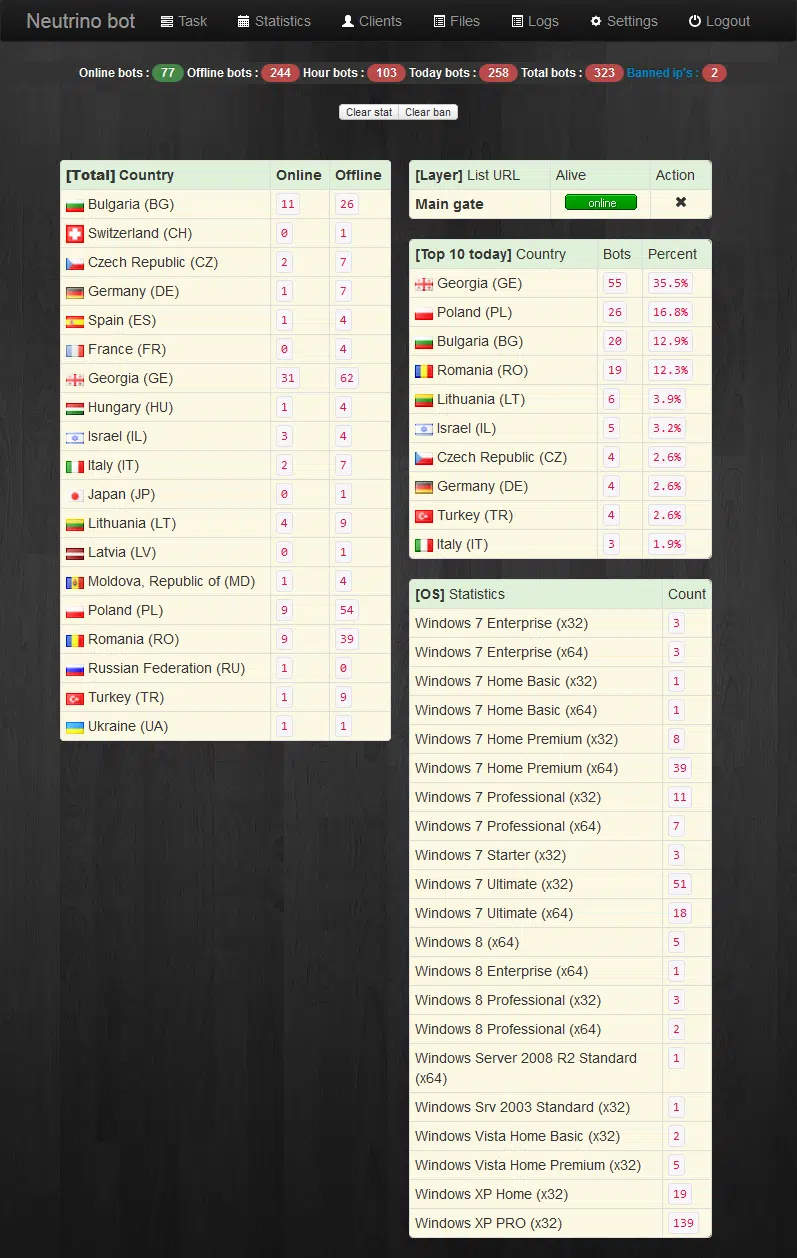 Neutrino bot Task Statistics Clients Files Logs Settings Logout
Online bots : 77 Offline bots : 244 Hour bots : 103 Today bots : 258 Total bots : 323 Banned ip's : 2
Clear stat Clear ban
[Total] Country Online Offline
Bulgaria (BG) 11 26
Switzerland (CH) 0 1
Czech Republic (CZ) 2 7
Germany (DE) 1 7
Spain (ES) 1 4
France (FR) 0 4
Georgia (GE) 31 62
Hungary (HU) 1 4
Israel (IL) 3 4
Italy (IT) 2 7
Japan (JP) 0 1
Lithuania (LT) 4 9
Latvia (LV) 0 1
Moldova, Republic of (MD) 1 4
Poland (PL) 9 54
Romania (RO) 9 39
Russian Federation (RU) 1 0
Turkey (TR) 1 9
Ukraine (UA) 1 1
[Layer] List URL Alive Action
Main gate online
[Top 10 today] Country Bots Percent
Georgia (GE) 55 35.5%
Poland (PL) 26 16.8%
Bulgaria (BG) 20 12.9%
Romania (RO) 19 12.3%
Lithuania (LT) 6 3.9%
Israel (IL) 5 3.2%
Czech Republic (CZ) 4 2.6%
Germany (DE) 4 2.6%
Turkey (TR) 4 2.6%
Italy (IT) 3 1.9%
[OS] Statistics Count
Windows 7 Enterprise (x32) 3
Windows 7 Enterprise (x64) 3
Windows 7 Home Basic (x32) 1
Windows 7 Home Basic (x64) 1
Windows 7 Home Premium (x32) 8
Windows 7 Home Premium (x64) 39
Windows 7 Professional (x32) 11
Windows 7 Professional (x64) 7
Windows 7 Starter (x32) 3
Windows 7 Ultimate (x32) 51
Windows 7 Ultimate (x64) 18
Windows 8 (x64) 5
Windows 8 Enterprise (x64) 1
Windows 8 Professional (x32) 3
Windows 8 Professional (x64) 2
Windows Server 2008 R2 Standard 1
(x64)
Windows Srv 2003 Standard (x32) 1
Windows Vista Home Basic (x32) 2
Windows Vista Home Premium (x32) 5
Windows XP Home (x32) 19
Windows XP PRO (x32) 139